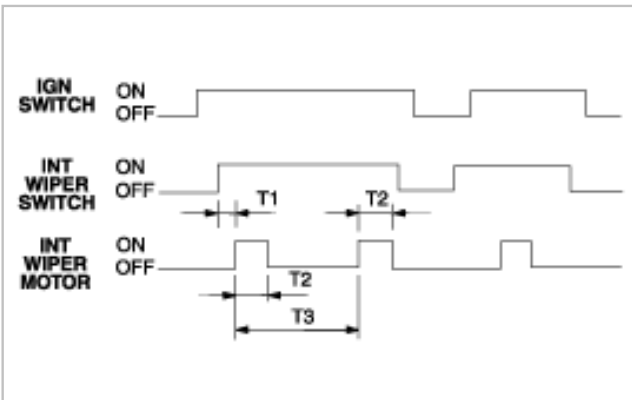 IGN
SWITCH
ON
OFF
INT
WIPER
SWITCH
ON
OFF
T1
T2
INT
WIPER
MOTOR
ON
OFF
T2
T3